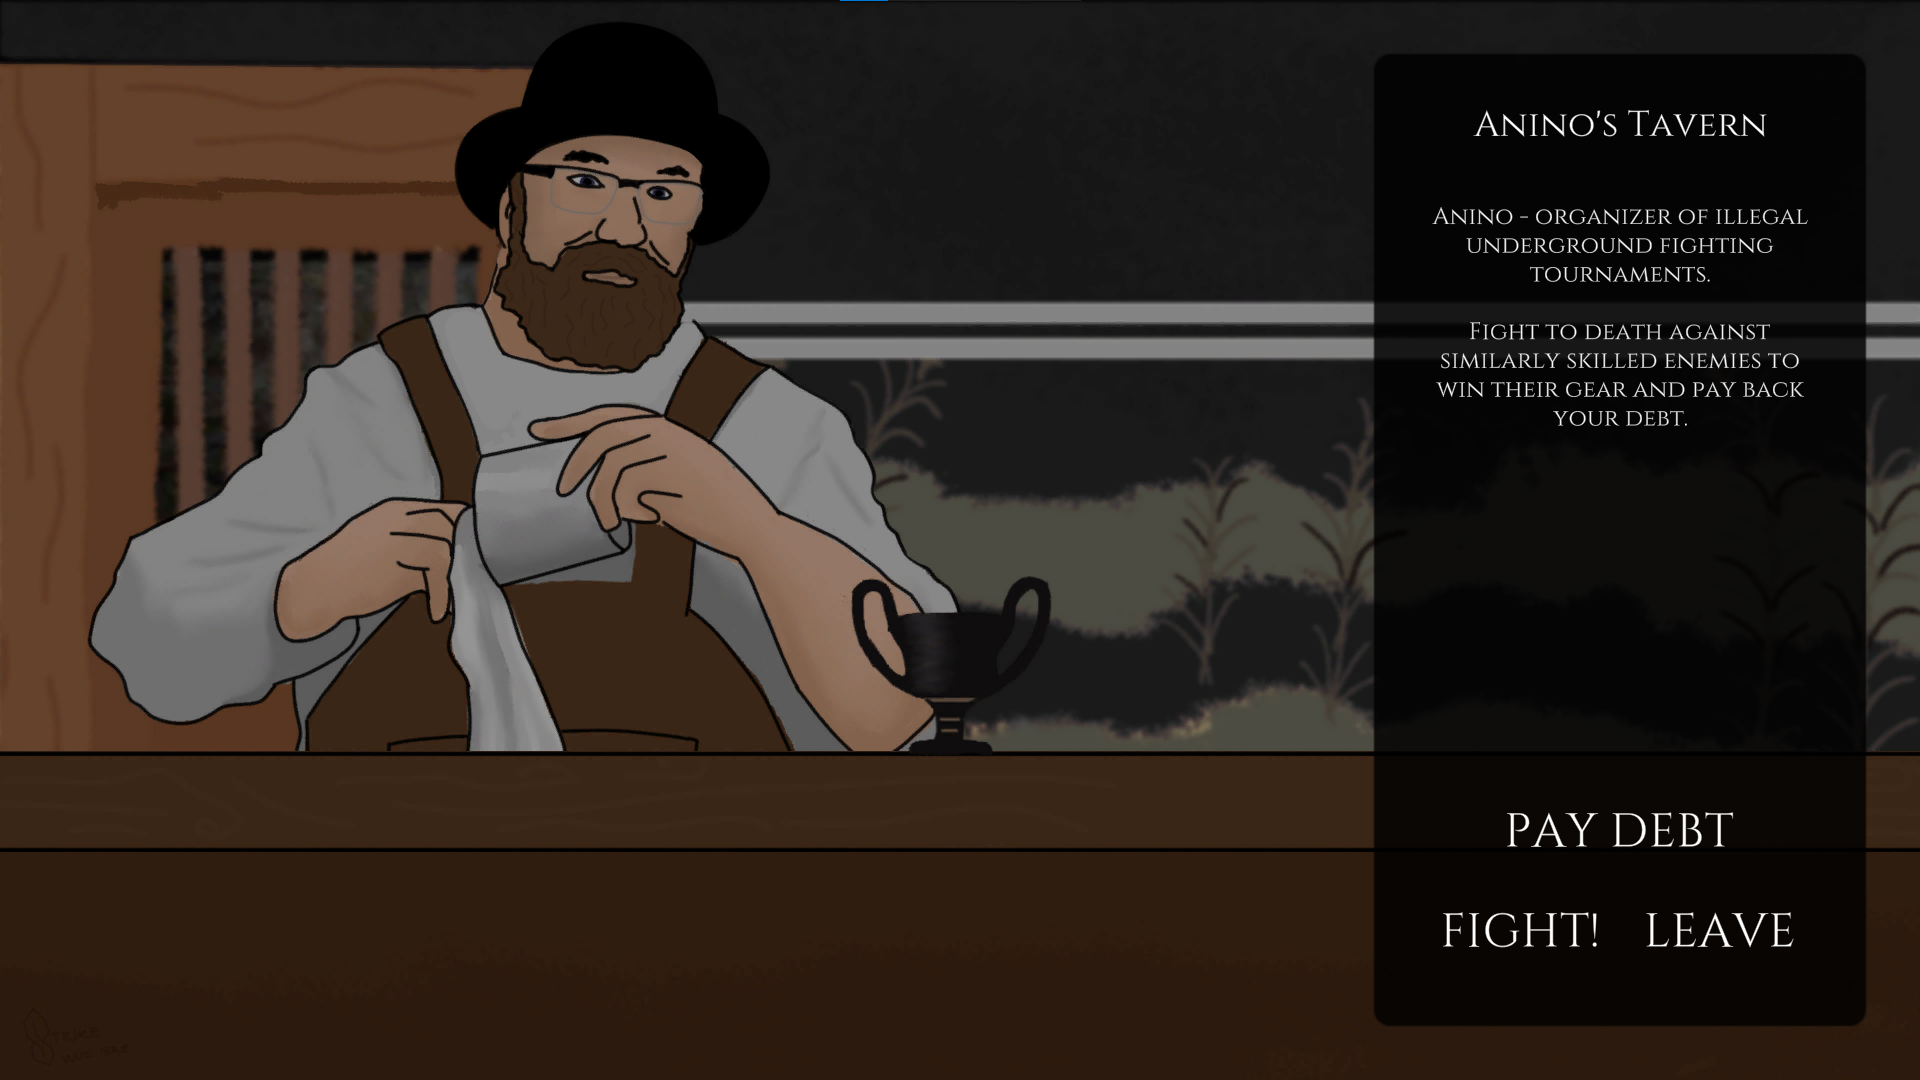 Anino's Tavern
Anino - organizer of illegal
underground fighting
tournaments.
Fight to death against
similarly skilled enemies to
win their gear and pay back
your debt.
PAY DEBT
FIGHT! LEAVE